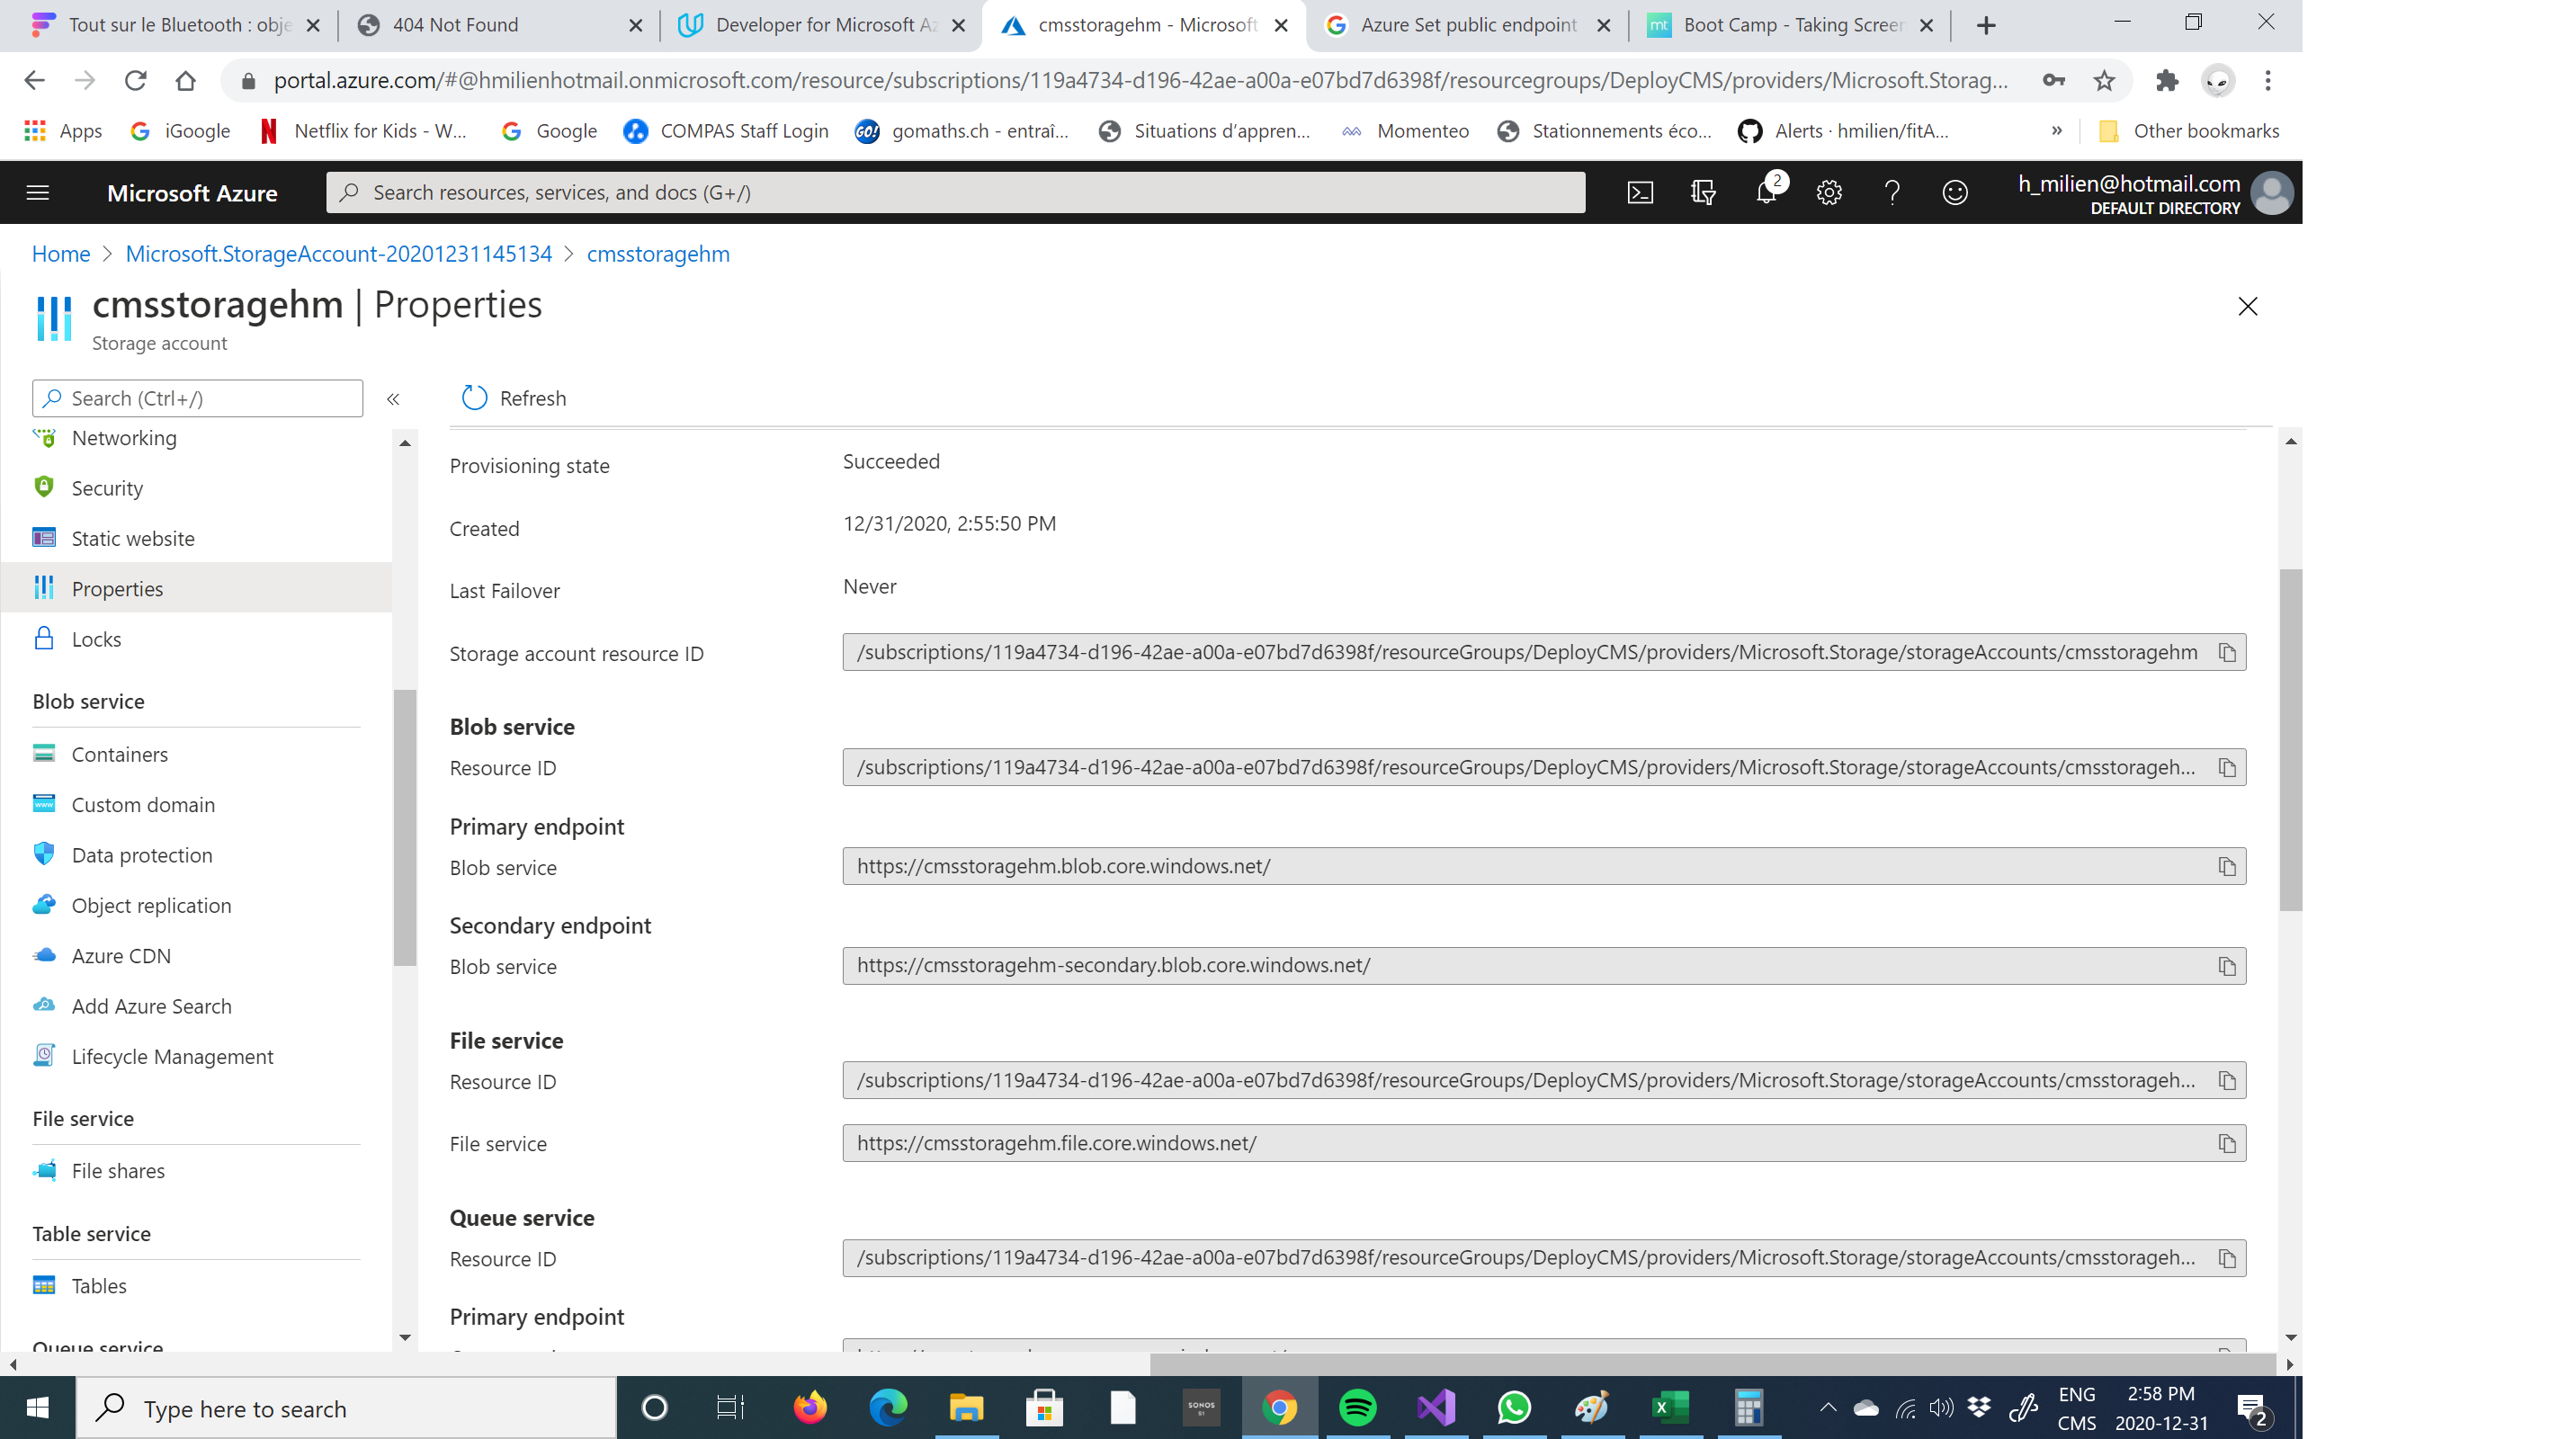 Tout sur le Bluetooth : obje
404 Not Found
Developer for Microsoft Az
cmsstoragehm - Microsoft
Azure Set public endpoint
mt
Boot Camp - Taking Screen
portal.azure.com/#@hmilienhotmail.onmicrosoft.com/resource/subscriptions/119a4734-d196-42ae-a00a-e07bd7d6398f/resourcegroups/DeployCMS/providers/Microsoft.Storag...
Apps
iGoogle
Netflix for Kids - W...
Google
COMPAS Staff Login
GO!
gomaths.ch - entraî...
Situations d'appren...
Momenteo
Stationnements éco...
Alerts · hmilien/fitA...
»
Other bookmarks
Microsoft Azure
Search resources, services, and docs (G+/)
2
h_milien@hotmail.com
DEFAULT DIRECTORY
Home > Microsoft.StorageAccount-20201231145134 > cmsstoragehm
cmsstoragehm | Properties
Storage account
Search (Ctrl+/)
«
Refresh
Networking
Security
Static website
Properties
Locks
Blob service
Containers
Custom domain
Data protection
Object replication
Azure CDN
Add Azure Search
Lifecycle Management
File service
File shares
Table service
Tables
Queue service
Provisioning state
Succeeded
Created
12/31/2020, 2:55:50 PM
Last Failover
Never
Storage account resource ID
/subscriptions/119a4734-d196-42ae-a00a-e07bd7d6398f/resourceGroups/DeployCMS/providers/Microsoft.Storage/storageAccounts/cmsstoragehm
Blob service
Resource ID
/subscriptions/119a4734-d196-42ae-a00a-e07bd7d6398f/resourceGroups/DeployCMS/providers/Microsoft.Storage/storageAccounts/cmsstorageh...
Primary endpoint
Blob service
https://cmsstoragehm.blob.core.windows.net/
Secondary endpoint
Blob service
https://cmsstoragehm-secondary.blob.core.windows.net/
File service
Resource ID
/subscriptions/119a4734-d196-42ae-a00a-e07bd7d6398f/resourceGroups/DeployCMS/providers/Microsoft.Storage/storageAccounts/cmsstorageh...
File service
https://cmsstoragehm.file.core.windows.net/
Queue service
Resource ID
/subscriptions/119a4734-d196-42ae-a00a-e07bd7d6398f/resourceGroups/DeployCMS/providers/Microsoft.Storage/storageAccounts/cmsstorageh...
Primary endpoint
Type here to search
SONOS
S1
ENG
CMS
2:58 PM
2020-12-31
2